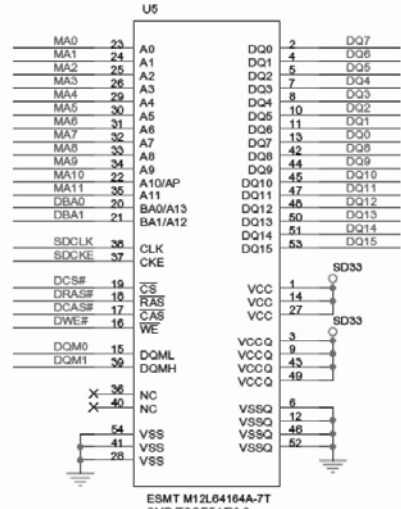 U5
MA0 23 A0 DQ0 2 DQ7
MA1 24 A1 DQ1 4 DQ6
MA2 25 A2 DQ2 5 DQ5
MA3 26 A3 DQ3 7 DQ4
MA4 29 A4 DQ4 8 DQ3
MA5 30 A5 DQ5 10 DQ2
MA6 31 A6 DQ6 11 DQ1
MA7 32 A7 DQ7 13 DQ0
MA8 33 A8 DQ8 42 DQ8
MA9 34 A9 DQ9 44 DQ9
MA10 22 A10/AP DQ10 45 DQ10
MA11 35 A11 DQ11 47 DQ11
DBA0 20 BA0/A13 DQ12 48 DQ12
DBA1 21 BA1/A12 DQ13 50 DQ13
DQ14 51 DQ14
SDCLK 38 CLK DQ15 53 DQ15
SDCKE 37 CKE
SD33
DCS# 19 CS VCC 1
DRAS# 18 RAS VCC 14
DCAS# 17 CAS VCC 27
DWE# 16 WE
SD33
VCCQ 3
DQM0 15 DQML VCCQ 9
DQM1 39 DQMH VCCQ 43
VCCQ 49
36 NC
40 NC VSSQ 6
VSSQ 12
54 VSS VSSQ 46
41 VSS VSSQ 52
28 VSS
ESMT M12L64164A-7T